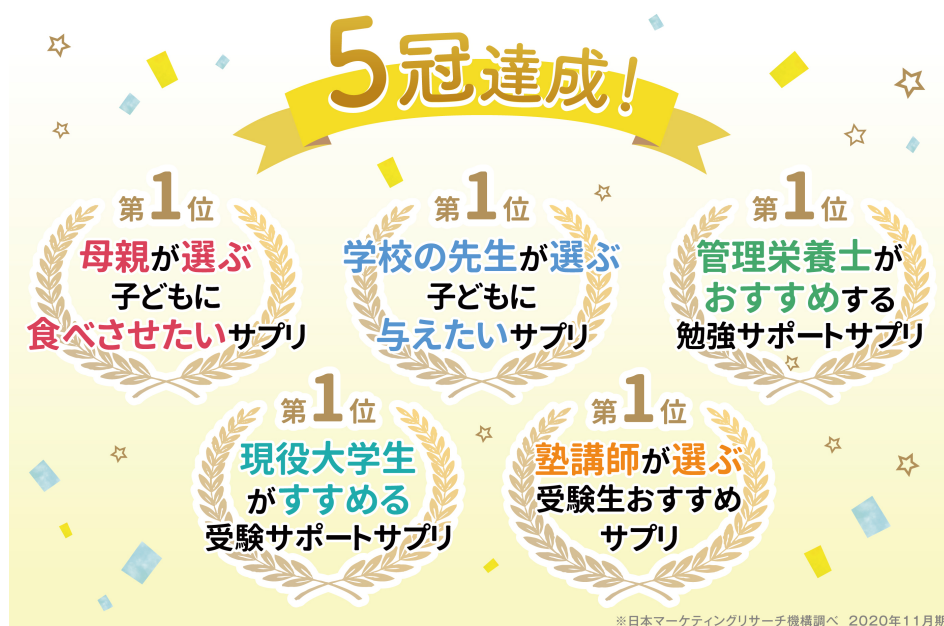 5冠達成!
第1位
母親が選ぶ
子どもに
食べさせたいサプリ
第1位
学校の先生が選ぶ
子どもに
与えたいサプリ
第1位
管理栄養士が
おすすめする
勉強サポートサプリ
第1位
現役大学生
がすすめる
受験サポートサプリ
第1位
塾講師が選ぶ
受験生おすすめ
サプリ
※日本マーケティングリサーチ機構調べ 2020年11月期